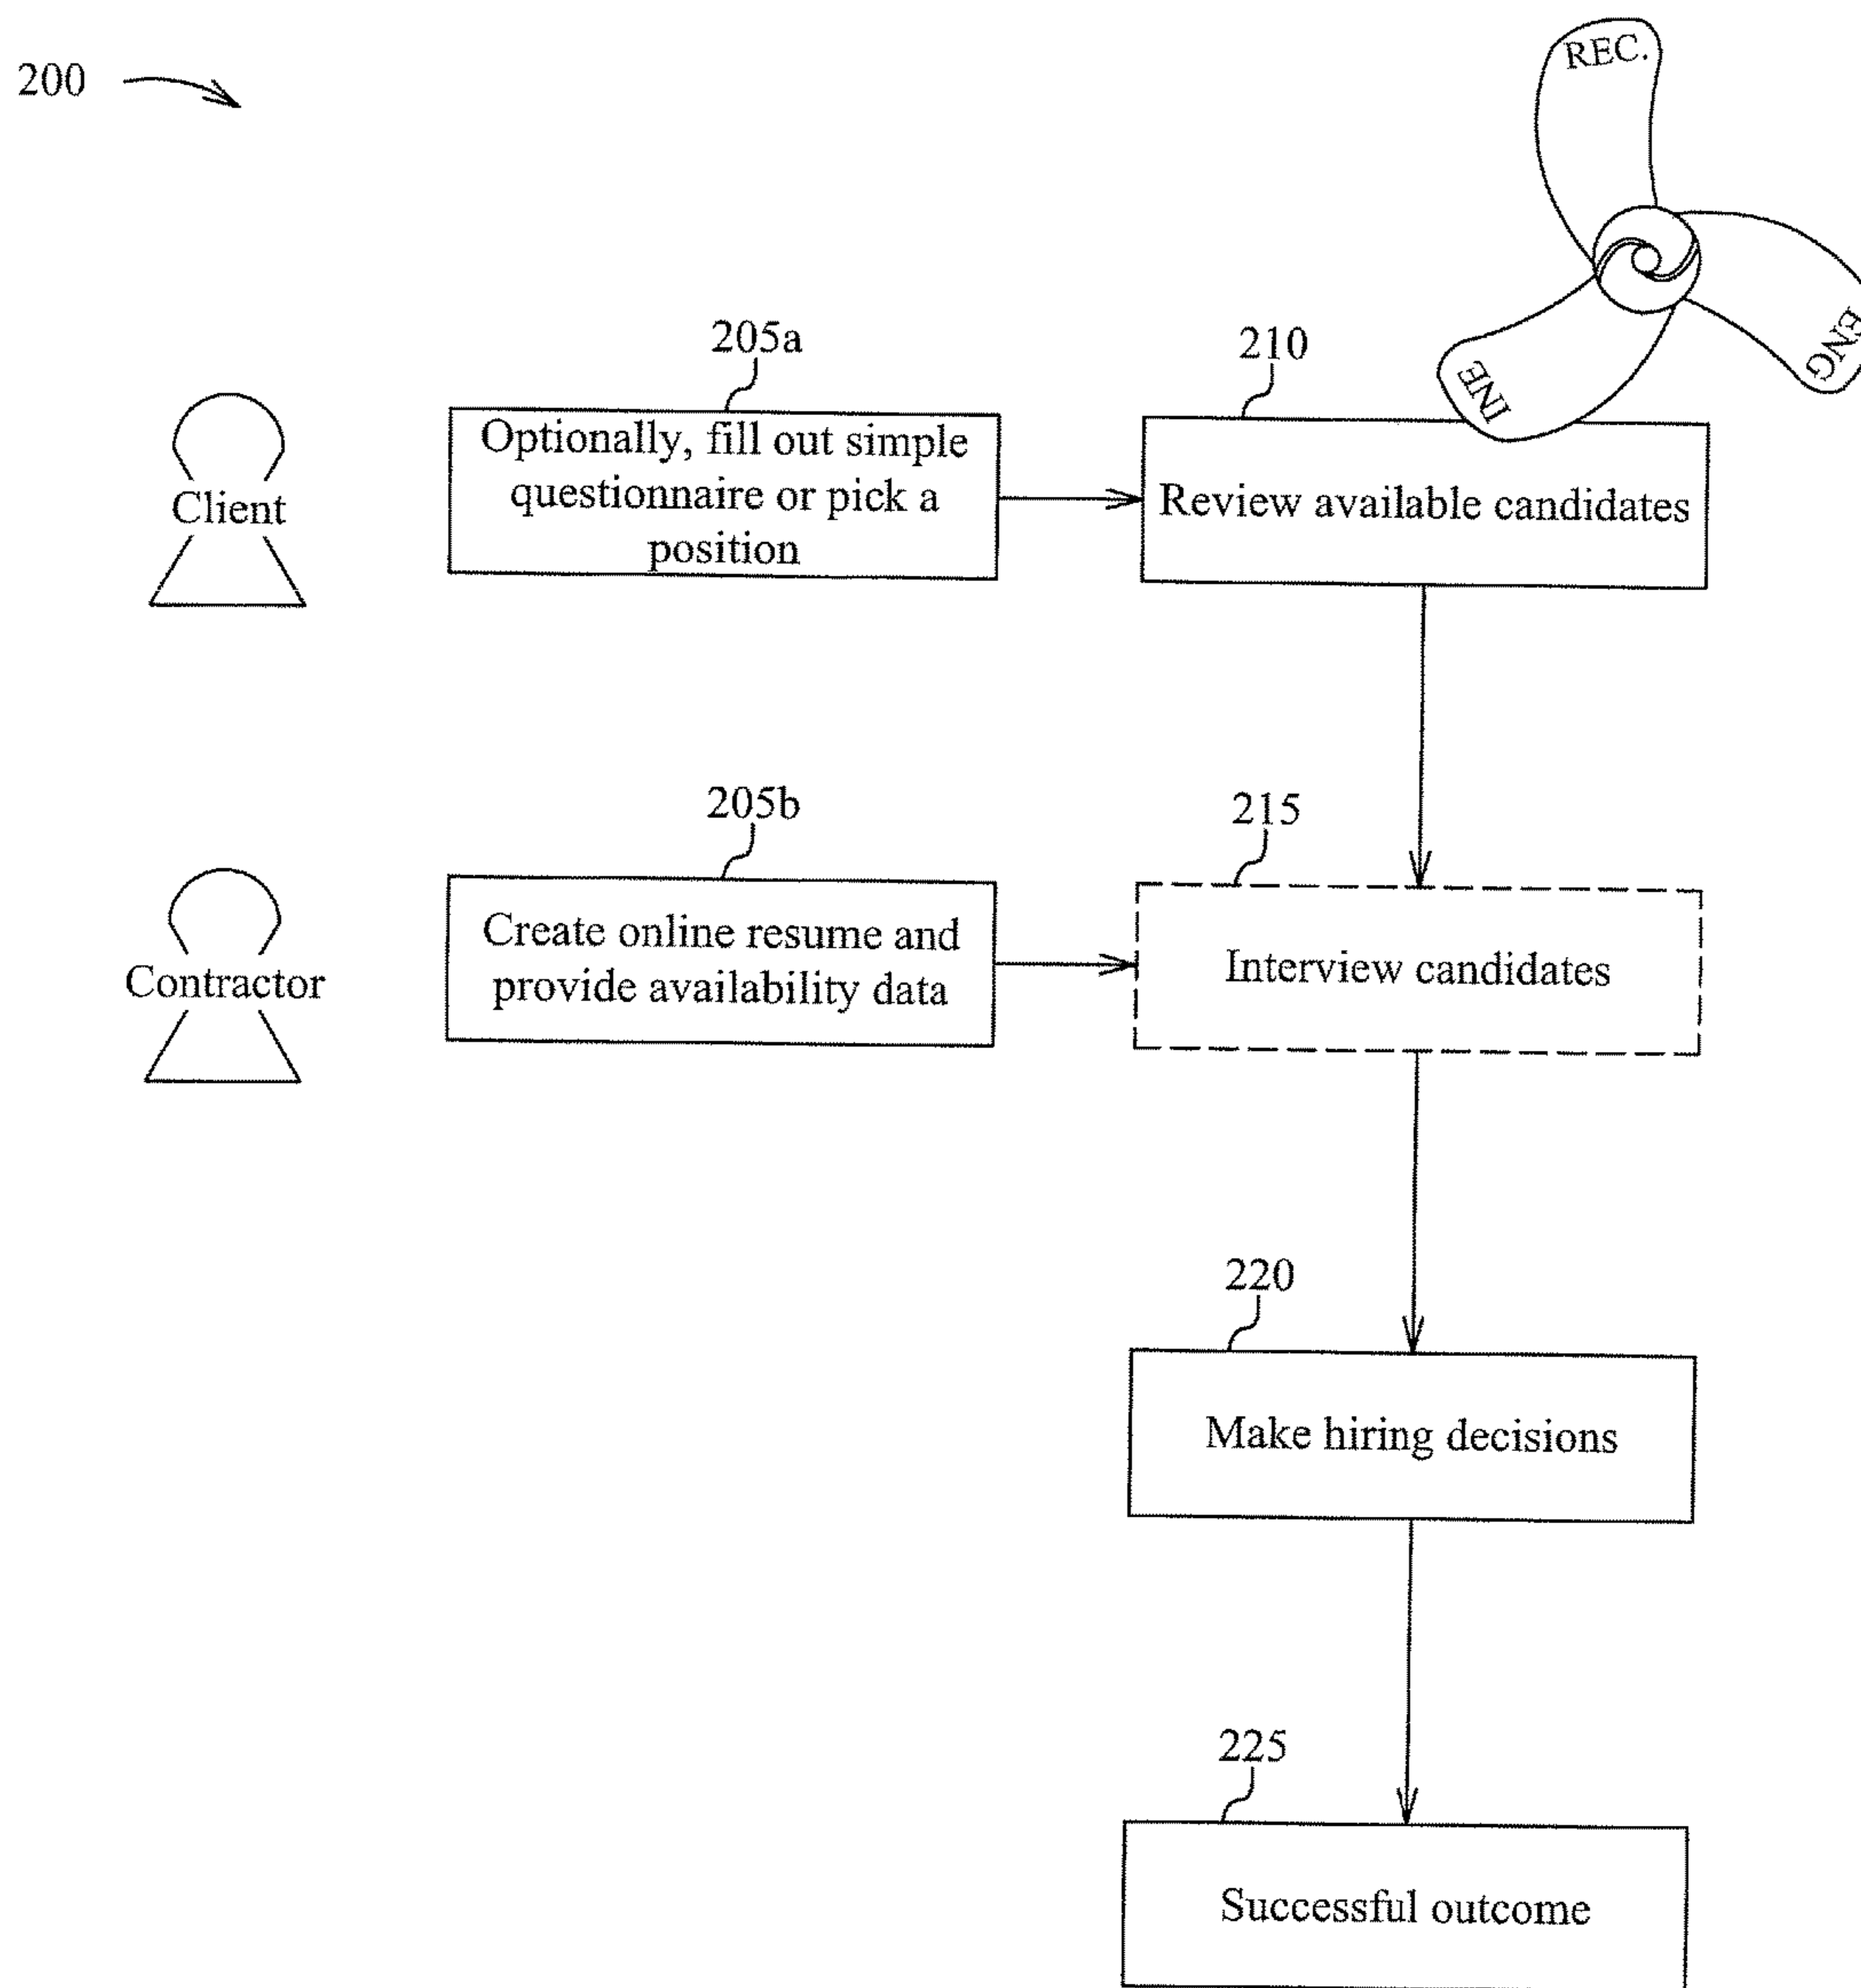 200
REC.
ENG
INE
205a
210
Client
Optionally, fill out simple
questionnaire or pick a
position
Review available candidates
205b
215
Contractor
Create online resume and
provide availability data
Interview candidates
220
Make hiring decisions
225
Successful outcome